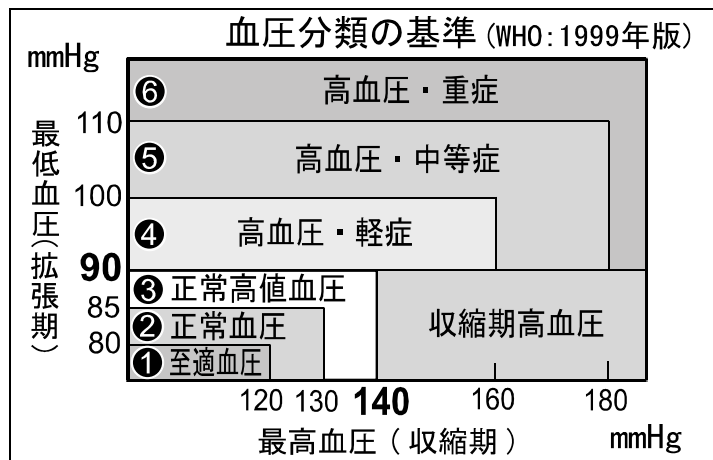 血圧分類の基準(WHO:1999年版)
mmHg
❻ 高血圧・重症
110
❺ 高血圧・中等症
100
❹ 高血圧・軽症
90
❸ 正常高値血圧
85
❷ 正常血圧
収縮期高血圧
80
❶ 至適血圧
最低血圧(拡張期)
120 130 140 160 180
最高血圧(収縮期) mmHg